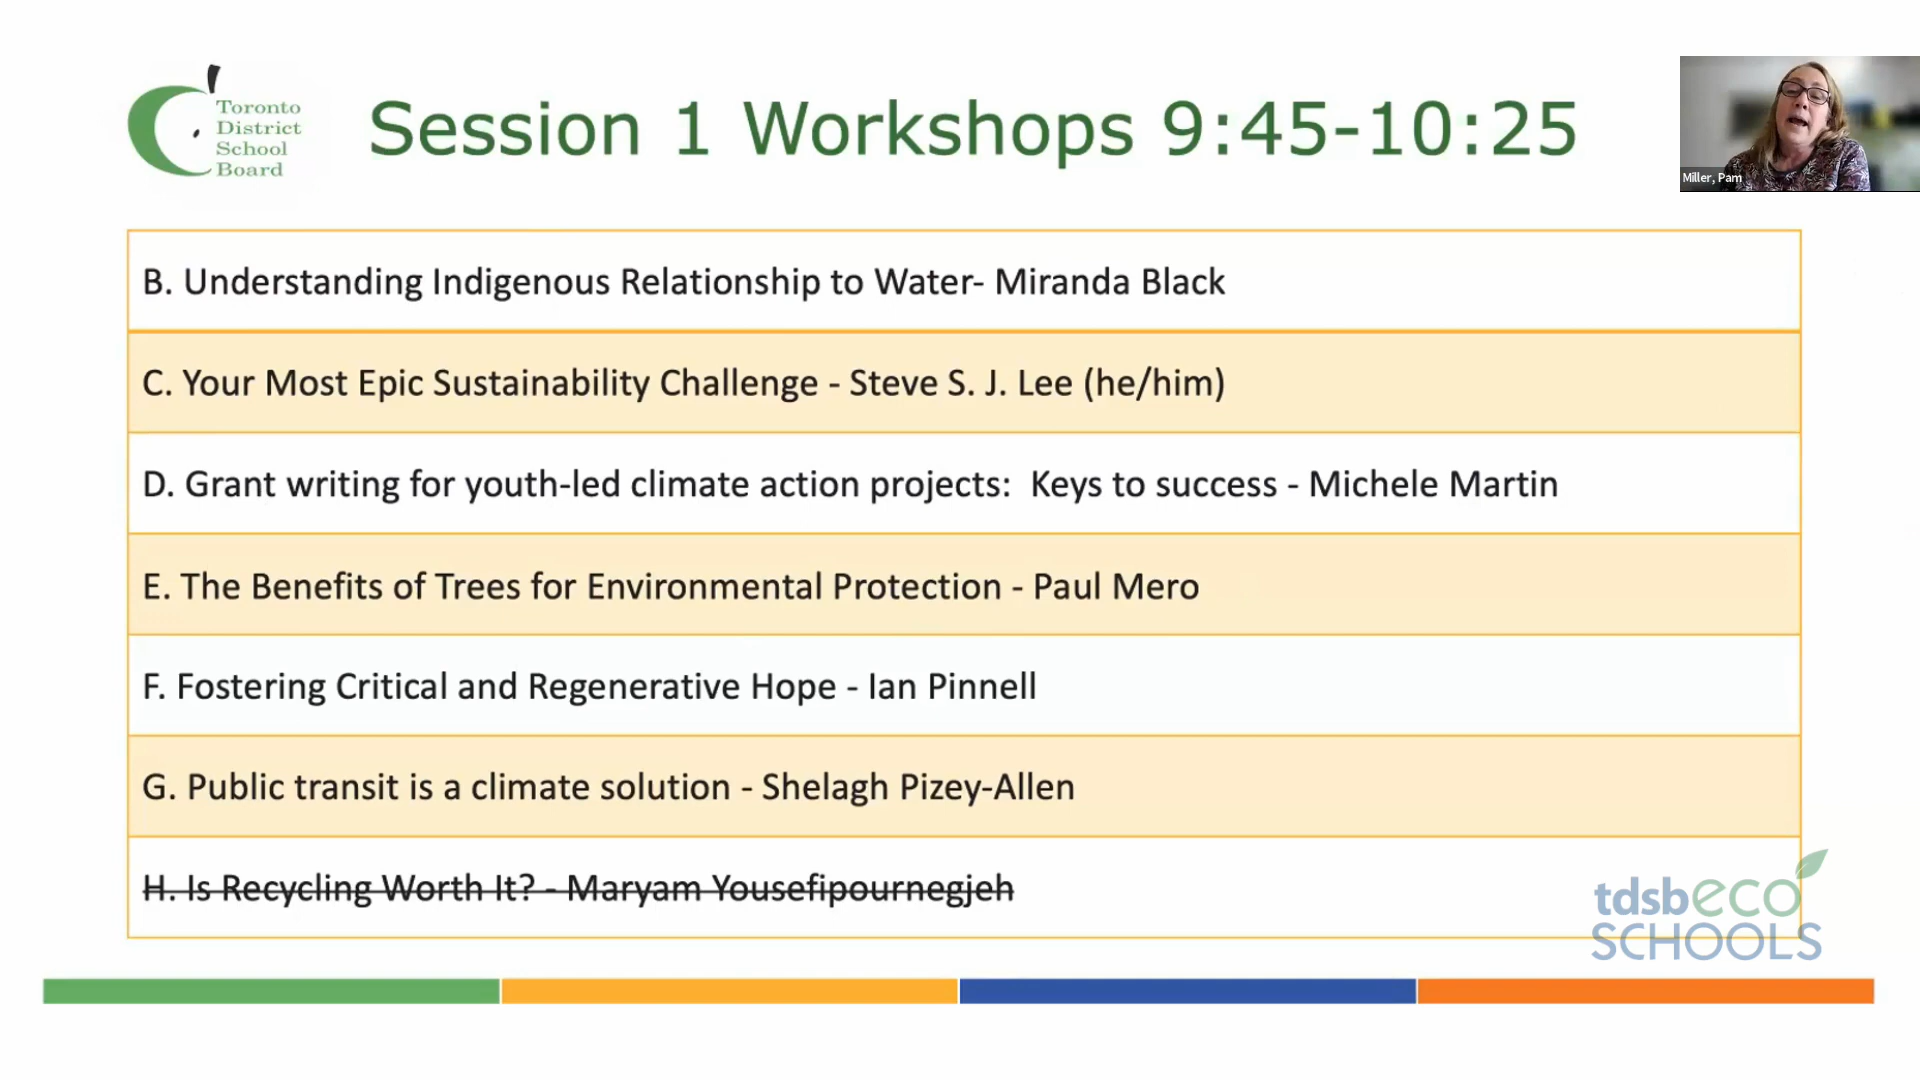 Toronto
District
School
Board
Session 1 Workshops 9:45-10:25
Miller, Pam
B. Understanding Indigenous Relationship to Water- Miranda Black
C. Your Most Epic Sustainability Challenge - Steve S. J. Lee (he/him)
D. Grant writing for youth-led climate action projects:  Keys to success - Michele Martin
E. The Benefits of Trees for Environmental Protection - Paul Mero
F. Fostering Critical and Regenerative Hope - Ian Pinnell
G. Public transit is a climate solution - Shelagh Pizey-Allen
H. Is Recycling Worth It? - Maryam Yousefipournegjeh
tdsbeco
SCHOOLS